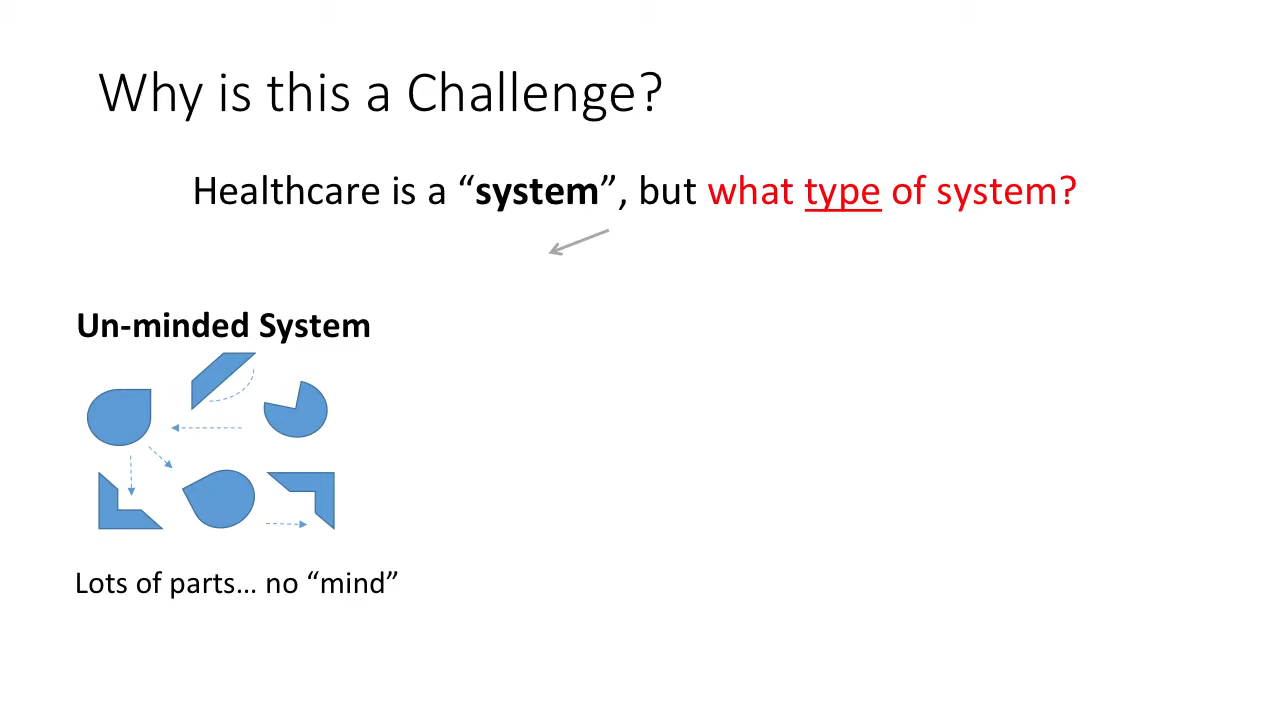 Why is this a Challenge?
Healthcare is a “system”, but what type of system?
Un-minded System
Lots of parts… no “mind”